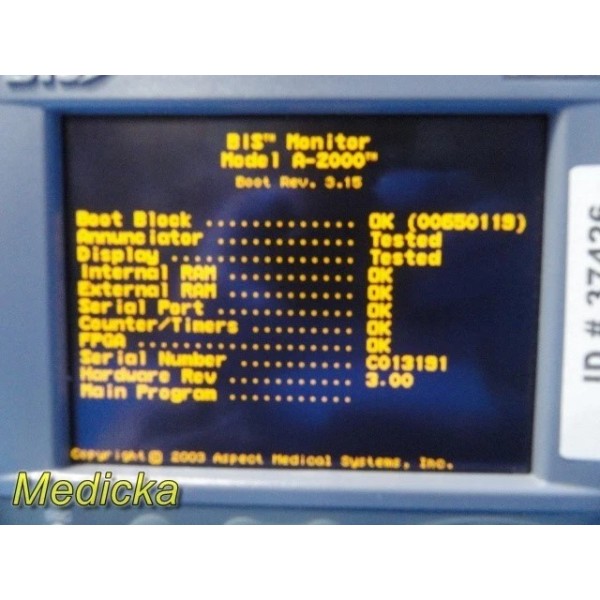 BIS™ Monitor
Model A-2000™
Boot Rev. 3.15
Boot Block .............. OK (00650119)
Annunciator ............ Tested
Display ................. Tested
Internal RAM ........... OK
External RAM ........... OK
Serial Port ............. OK
Counter/Timers ......... OK
FPGA .................... OK
Serial Number .......... C013191
Hardware Rev ........... 3.00
Main Program ...........
Copyright © 2003 Aspect Medical Systems, Inc.
ID # 37426
Medicka